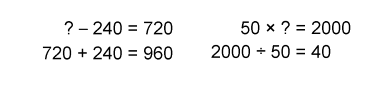 ? – 240 = 720
720 + 240 = 960
50 × ? = 2000
2000 ÷ 50 = 40